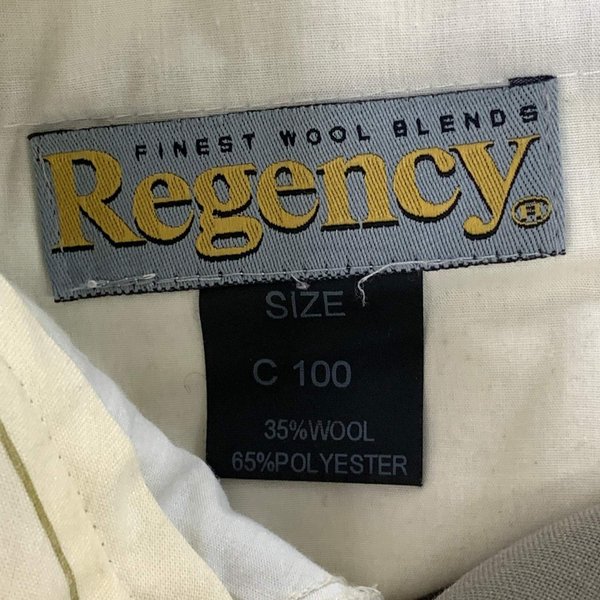 FINEST WOOL BLENDS
Regency
SIZE
C 100
35%WOOL
65%POLYESTER